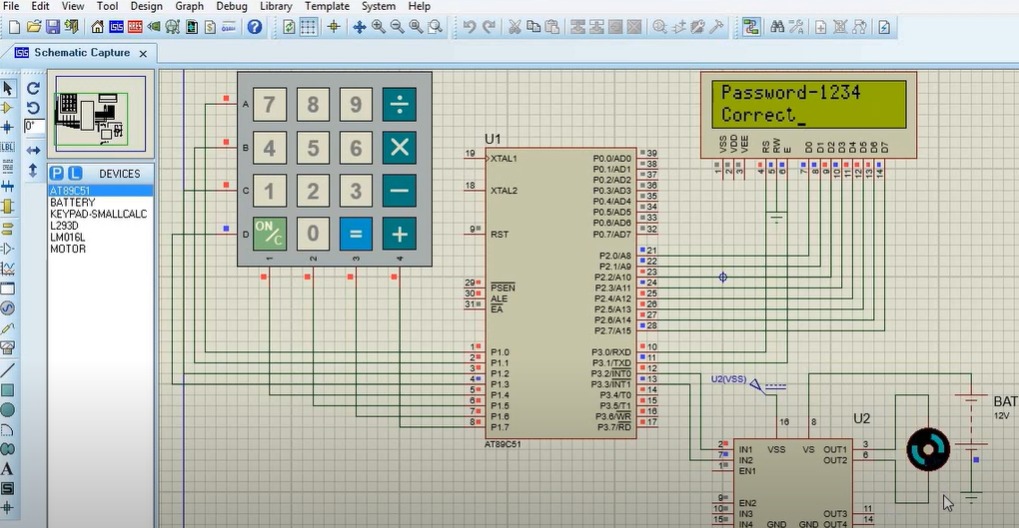 File Edit View Tool Design Graph Debug Library Template System Help
Schematic Capture
0°
LBL
P L DEVICES
AT89C51
BATTERY
KEYPAD-SMALLCALC
L293D
LM016L
MOTOR
A 7 8 9 ÷
B 4 5 6 ×
C 1 2 3 −
D ON/C 0 = +
1 2 3 4
Password-1234
Correct_
VSS VDD VEE RS RW E D0 D1 D2 D3 D4 D5 D6 D7
1 2 3 4 5 6 7 8 9 10 11 12 13 14
U1
19 XTAL1 P0.0/AD0 39
P0.1/AD1 38
P0.2/AD2 37
18 XTAL2 P0.3/AD3 36
P0.4/AD4 35
P0.5/AD5 34
P0.6/AD6 33
9 RST P0.7/AD7 32
P2.0/A8 21
P2.1/A9 22
P2.2/A10 23
29 PSEN P2.3/A11 24
30 ALE P2.4/A12 25
31 EA P2.5/A13 26
P2.6/A14 27
P2.7/A15 28
1 P1.0 P3.0/RXD 10
2 P1.1 P3.1/TXD 11
3 P1.2 P3.2/INT0 12
4 P1.3 P3.3/INT1 13
5 P1.4 P3.4/T0 14
6 P1.5 P3.5/T1 15
7 P1.6 P3.6/WR 16
8 P1.7 P3.7/RD 17
AT89C51
U2(VSS)
BAT
12V
U2
16 8
2 IN1 VSS VS OUT1 3
7 IN2 OUT2 6
1 EN1
9 EN2
10 IN3 OUT3 11
15 IN4 GND GND OUT4 14